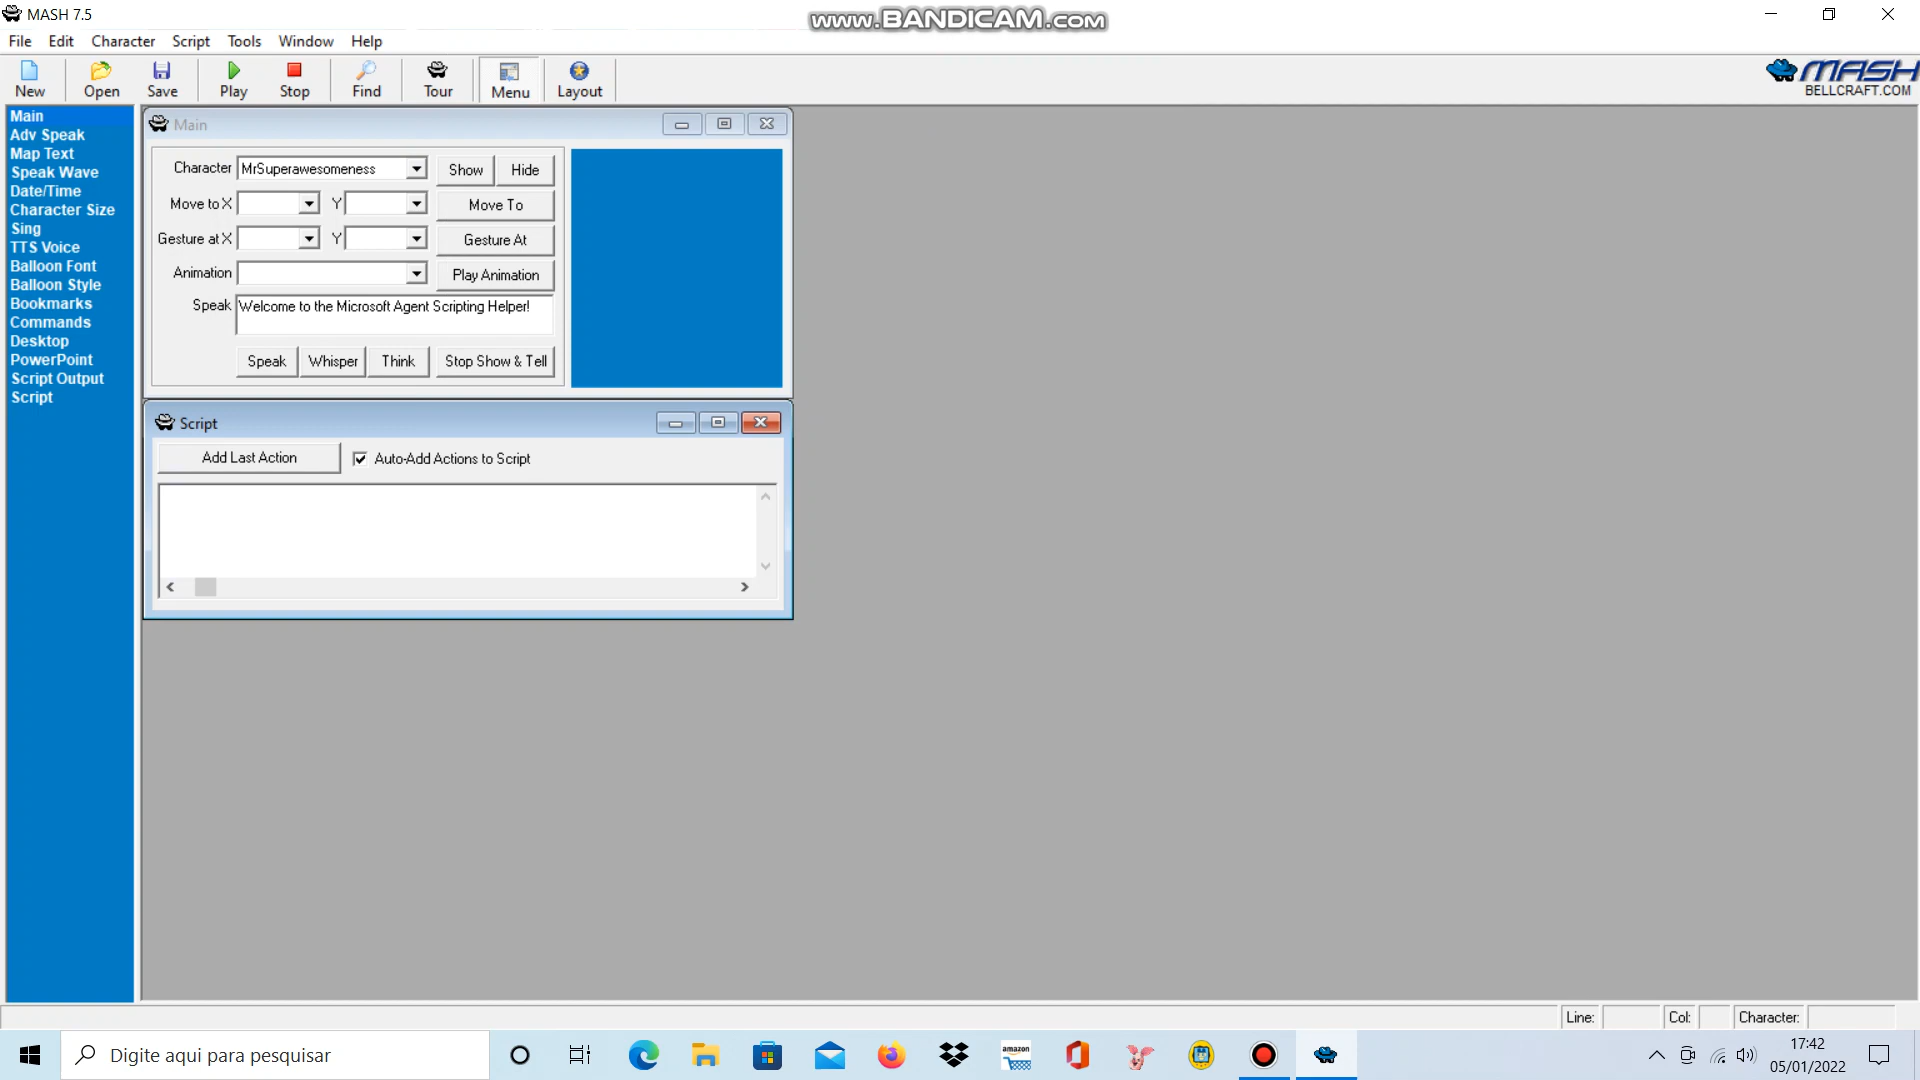 MASH 7.5
www.BANDICAM.com
File Edit Character Script Tools Window Help
New Open Save Play Stop Find Tour Menu Layout
MASH
BELLCRAFT.COM
Main
Adv Speak
Map Text
Speak Wave
Date/Time
Character Size
Sing
TTS Voice
Balloon Font
Balloon Style
Bookmarks
Commands
Desktop
PowerPoint
Script Output
Script
Main
Character MrSuperawesomeness Show Hide
Move to X Y Move To
Gesture at X Y Gesture At
Animation Play Animation
Speak Welcome to the Microsoft Agent Scripting Helper!
Speak Whisper Think Stop Show & Tell
Script
Add Last Action Auto-Add Actions to Script
Line: Col: Character:
Digite aqui para pesquisar
amazon
17:42
05/01/2022